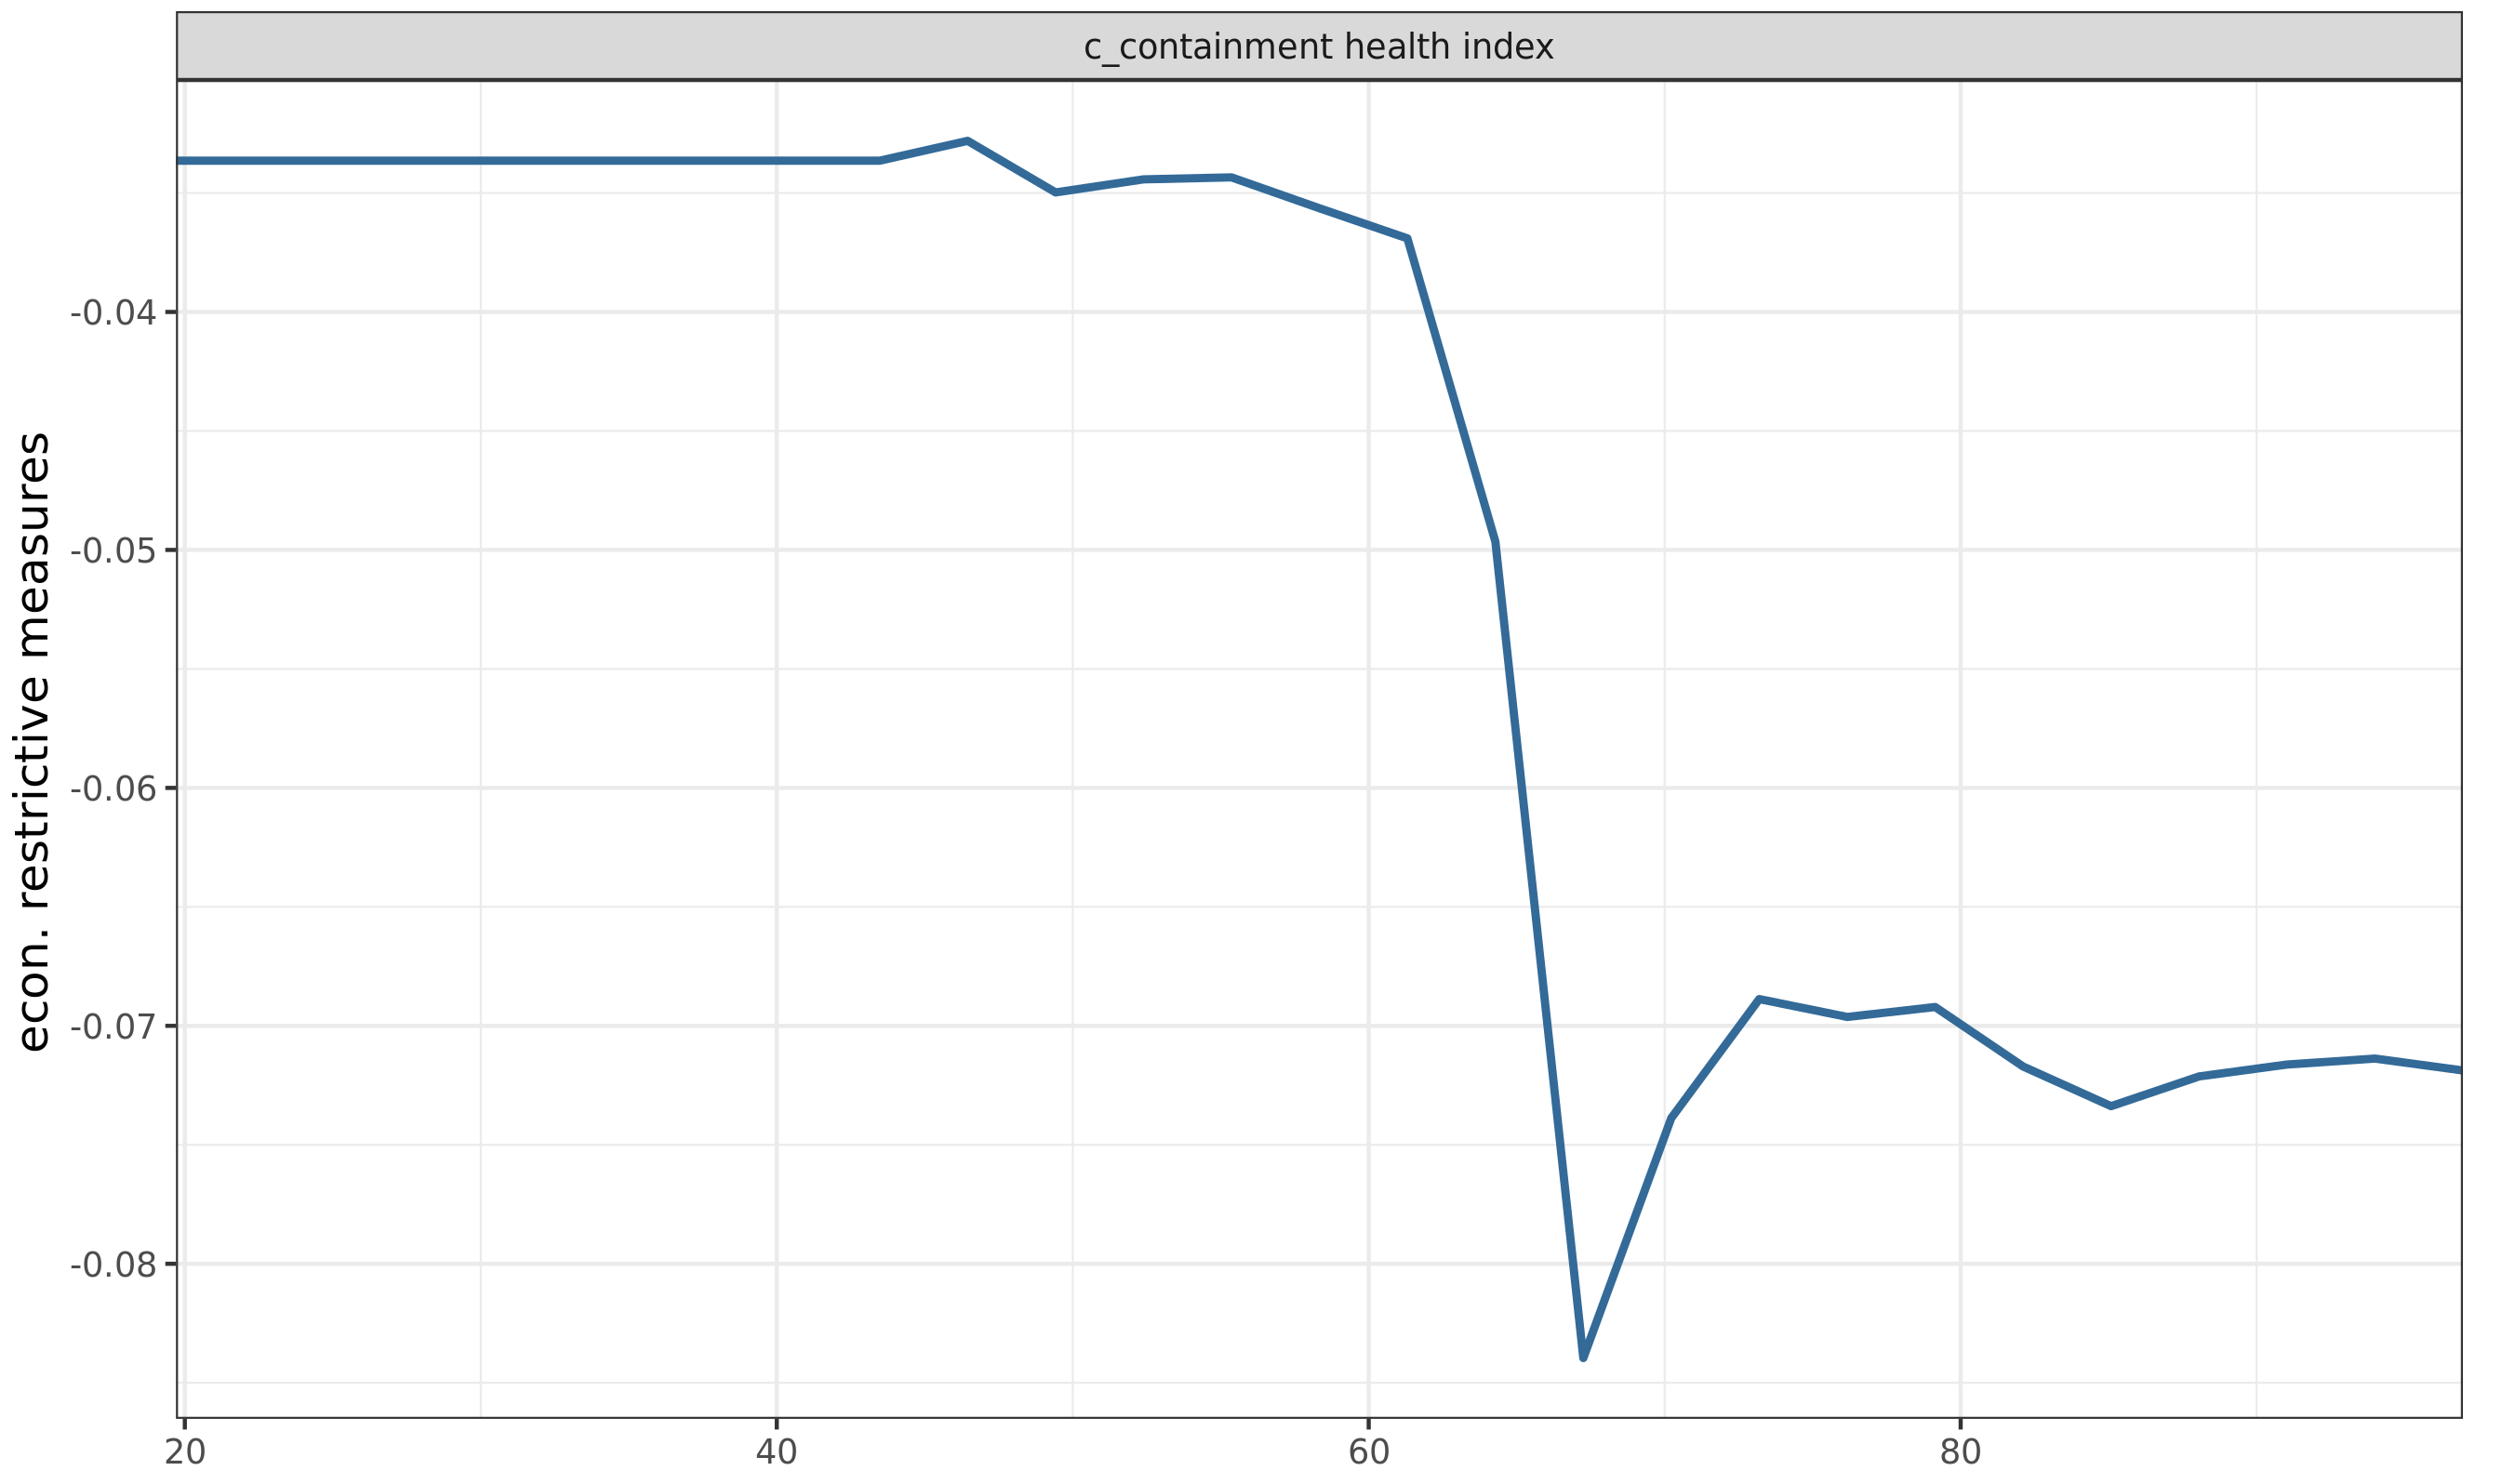 c_containment health index
econ. restrictive measures
-0.04
-0.05
-0.06
-0.07
-0.08
20 40 60 80